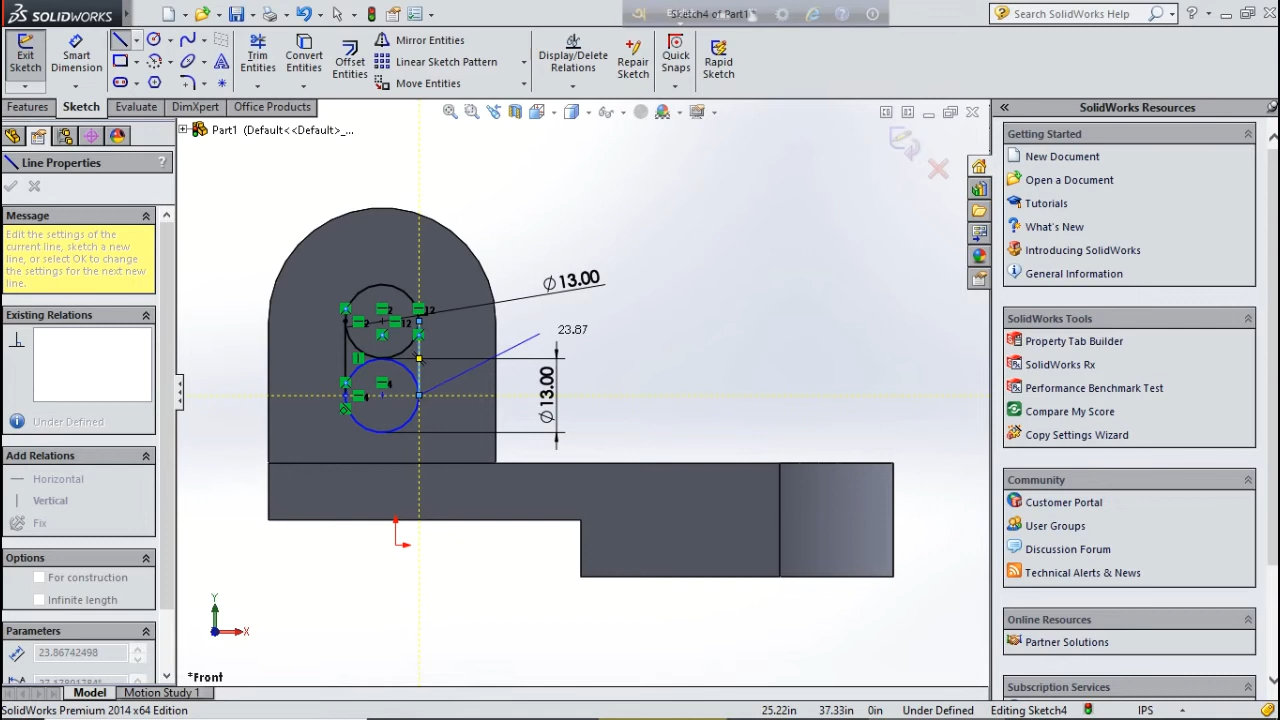 SOLIDWORKS
Sketch4 of Part1 *
Search SolidWorks Help
Exit Sketch
Smart Dimension
Trim Entities
Convert Entities
Offset Entities
Mirror Entities
Linear Sketch Pattern
Move Entities
Display/Delete Relations
Repair Sketch
Quick Snaps
Rapid Sketch
Features
Sketch
Evaluate
DimXpert
Office Products
Part1 (Default<<Default>_...
Line Properties
?
Message
Edit the settings of the
current line, sketch a new
line, or select OK to change
the settings for the next new
line.
Existing Relations
Under Defined
Add Relations
Horizontal
Vertical
Fix
Options
For construction
Infinite length
Parameters
23.86742498
∅13.00
23.87
∅13.00
12
12
Y
X
*Front
SolidWorks Resources
Getting Started
New Document
Open a Document
Tutorials
What's New
Introducing SolidWorks
General Information
SolidWorks Tools
Property Tab Builder
SolidWorks Rx
Performance Benchmark Test
Compare My Score
Copy Settings Wizard
Community
Customer Portal
User Groups
Discussion Forum
Technical Alerts & News
Online Resources
Partner Solutions
Subscription Services
Model
Motion Study 1
SolidWorks Premium 2014 x64 Edition
25.22in
37.33in
0in
Under Defined
Editing Sketch4
IPS